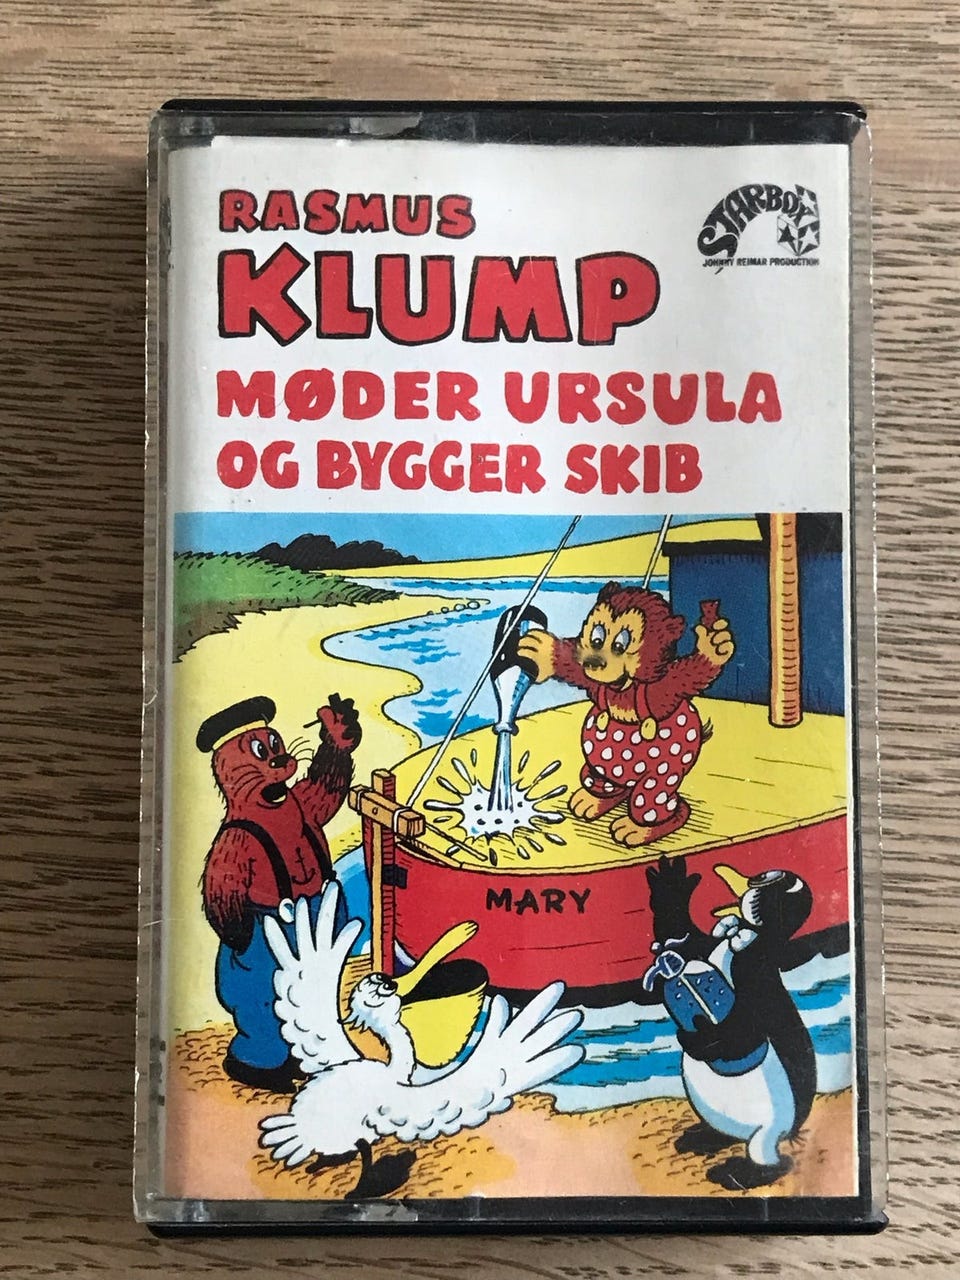 RASMUS
KLUMP
MØDER URSULA
OG BYGGER SKIB
STARBOX
JOHNNY REIMAR PRODUCTION
MARY